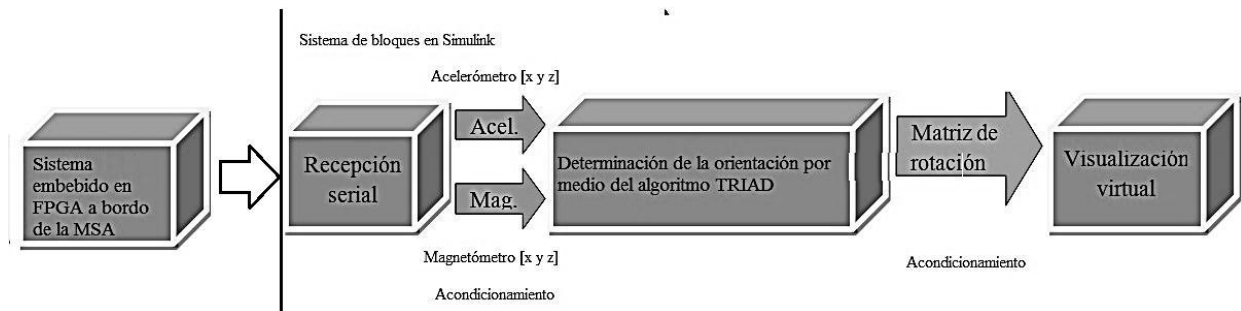 Sistema de bloques en Simulink
Acelerómetro [x y z]
Sistema
embebido en
FPGA a bordo
de la MSA
Recepción
serial
Acel.
Mag.
Determinación de la orientación por
medio del algoritmo TRIAD
Matriz de
rotación
Visualización
virtual
Magnetómetro [x y z]
Acondicionamiento
Acondicionamiento